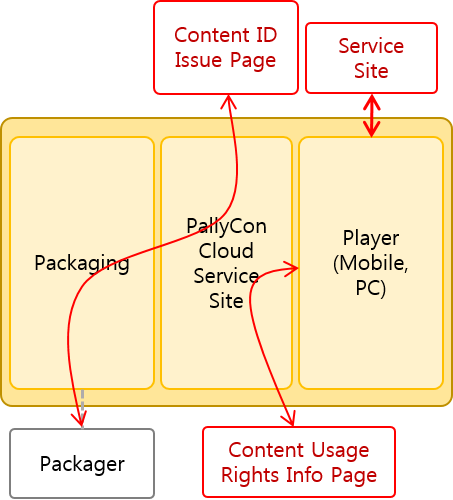 Content ID
Issue Page
Service
Site
Packaging
PallyCon
Cloud
Service
Site
Player
(Mobile,
PC)
Packager
Content Usage
Rights Info Page